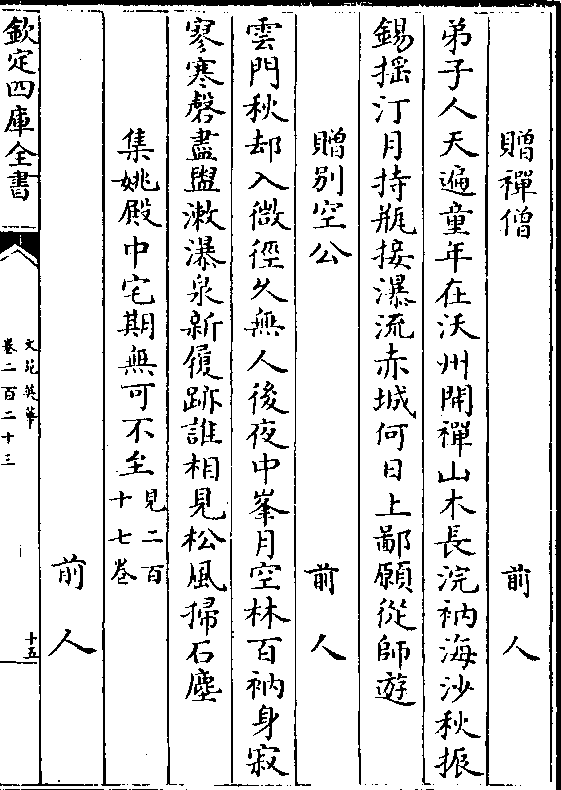 贈禪僧　前人
弟子人天遍童年在沃州開禪山木長浣衲海沙秋振
錫揺汀月持瓶接瀑流赤城何日上鄙願從師遊
贈别空公　前人
雲門秋却入微徑乆無人後夜中峯月空林百衲身寂
寥寒磬盡盥漱瀑泉新履跡誰相見松風掃石塵
集姚殿中宅期無可不至見二百十七巻
前人
欽定四庫全書
文苑英華
卷二百二十三
十五